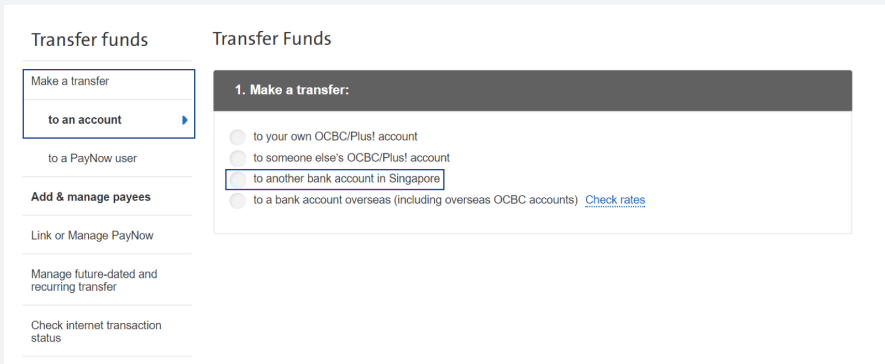 Transfer funds
Make a transfer
to an account
to a PayNow user
Add & manage payees
Link or Manage PayNow
Manage future-dated and
recurring transfer
Check internet transaction
status
Transfer Funds
1. Make a transfer:
to your own OCBC/Plus! account
to someone else's OCBC/Plus! account
to another bank account in Singapore
to a bank account overseas (including overseas OCBC accounts) Check rates